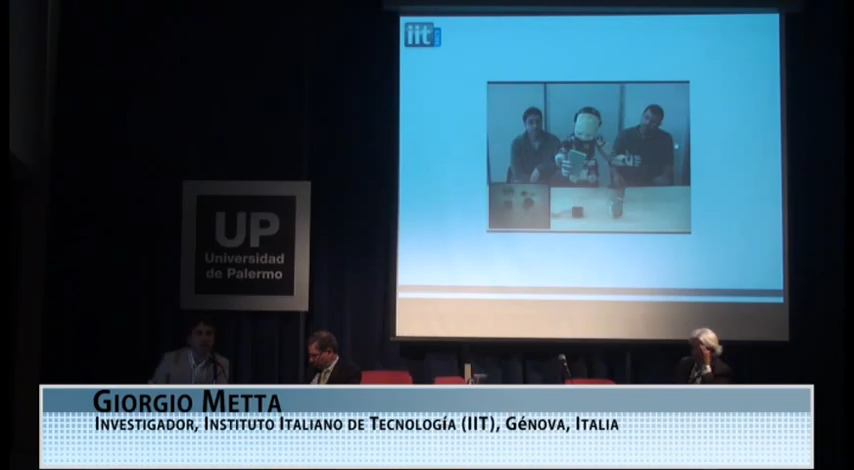 iit
UP
Universidad
de Palermo
GIORGIO METTA
INVESTIGADOR, INSTITUTO ITALIANO DE TECNOLOGÍA (IIT), GÉNOVA, ITALIA